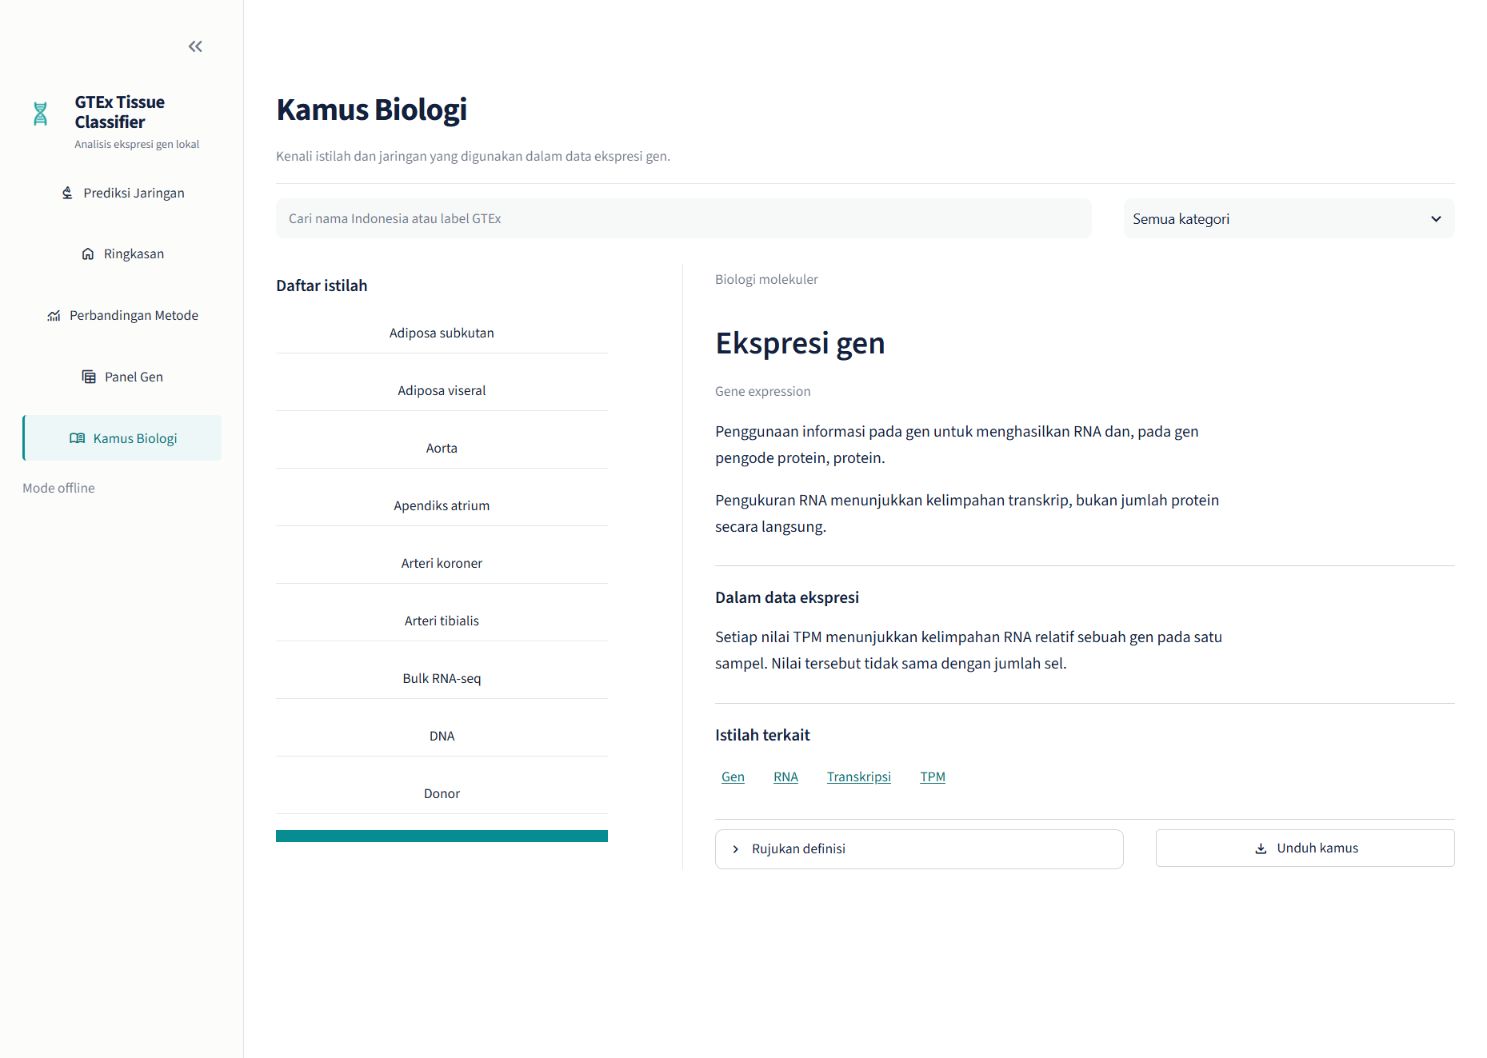 GTEx Tissue
Classifier
Analisis ekspresi gen lokal
Prediksi Jaringan
Ringkasan
Perbandingan Metode
Panel Gen
Kamus Biologi
Mode offline
Kamus Biologi
Kenali istilah dan jaringan yang digunakan dalam data ekspresi gen.
Cari nama Indonesia atau label GTEx
Semua kategori
Daftar istilah
Adiposa subkutan
Adiposa viseral
Aorta
Apendiks atrium
Arteri koroner
Arteri tibialis
Bulk RNA-seq
DNA
Donor
Biologi molekuler
Ekspresi gen
Gene expression
Penggunaan informasi pada gen untuk menghasilkan RNA dan, pada gen
pengode protein, protein.
Pengukuran RNA menunjukkan kelimpahan transkrip, bukan jumlah protein
secara langsung.
Dalam data ekspresi
Setiap nilai TPM menunjukkan kelimpahan RNA relatif sebuah gen pada satu
sampel. Nilai tersebut tidak sama dengan jumlah sel.
Istilah terkait
Gen RNA Transkripsi TPM
Rujukan definisi
Unduh kamus